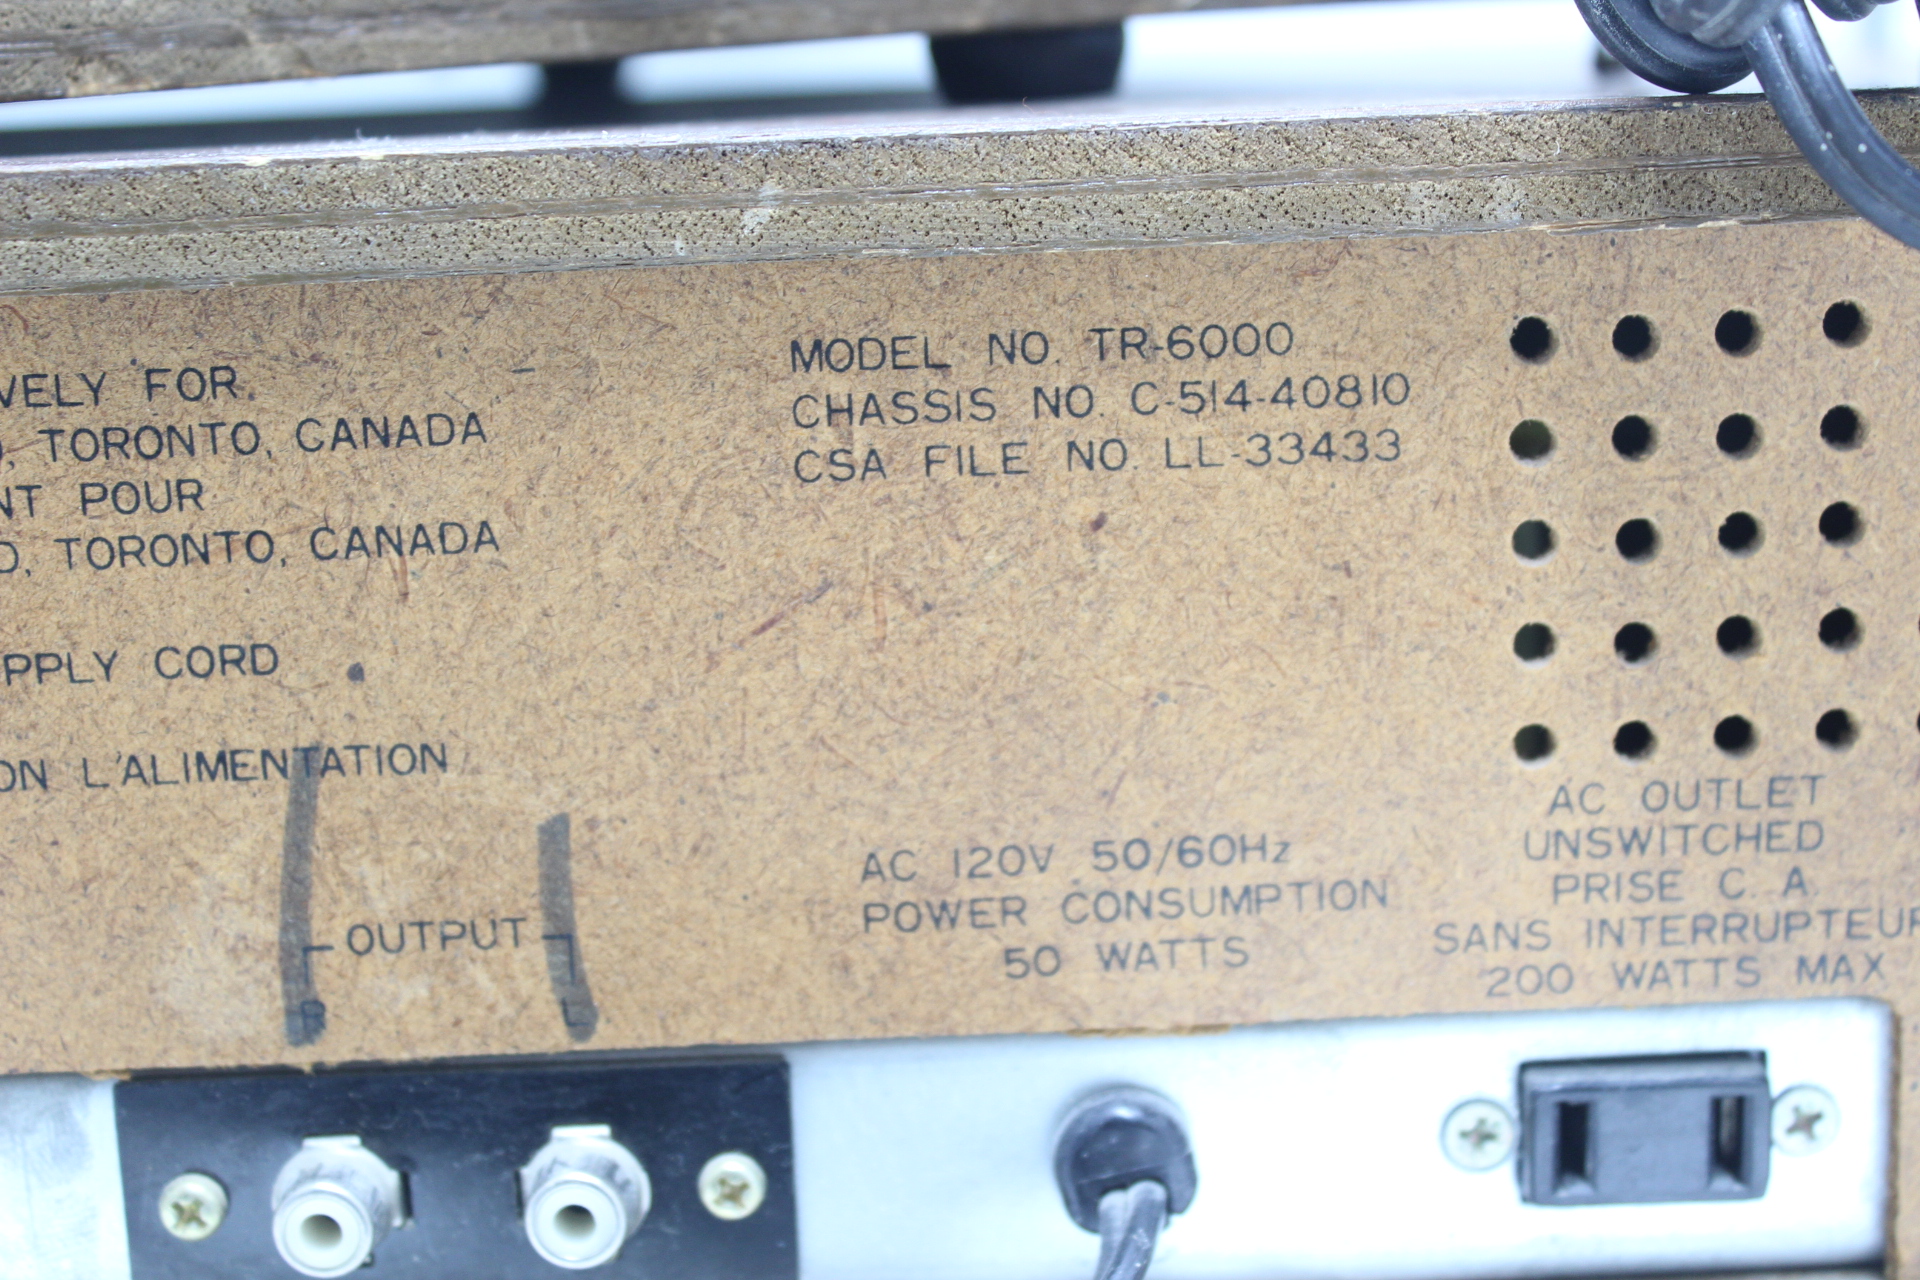 VELY FOR.
, TORONTO, CANADA
NT POUR
D, TORONTO, CANADA
PPLY CORD
ON L'ALIMENTATION
OUTPUT
R L
MODEL NO. TR-6000
CHASSIS NO. C-514-40810
CSA FILE NO. LL-33433
AC 120V 50/60Hz
POWER CONSUMPTION
50 WATTS
AC OUTLET
UNSWITCHED
PRISE C. A.
SANS INTERRUPTEUR
200 WATTS MAX